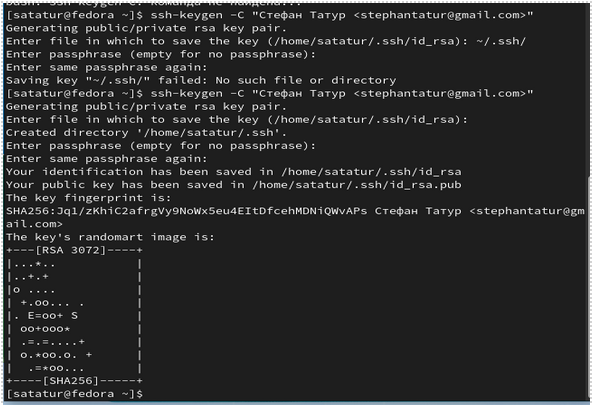 [satatur@fedora ~]$ ssh-keygen -C "Стефан Татур <stephantatur@gmail.com>"
Generating public/private rsa key pair.
Enter file in which to save the key (/home/satatur/.ssh/id_rsa): ~/.ssh/
Enter passphrase (empty for no passphrase):
Enter same passphrase again:
Saving key "~/.ssh/" failed: No such file or directory
[satatur@fedora ~]$ ssh-keygen -C "Стефан Татур <stephantatur@gmail.com>"
Generating public/private rsa key pair.
Enter file in which to save the key (/home/satatur/.ssh/id_rsa):
Created directory '/home/satatur/.ssh'.
Enter passphrase (empty for no passphrase):
Enter same passphrase again:
Your identification has been saved in /home/satatur/.ssh/id_rsa
Your public key has been saved in /home/satatur/.ssh/id_rsa.pub
The key fingerprint is:
SHA256:Jq1/zKhiC2afrgVy9NoWx5eu4EItDfcehMDNiQWvAPs Стефан Татур <stephantatur@gm
ail.com>
The key's randomart image is:
+---[RSA 3072]----+
|...*..           |
|..+.+            |
|o ....           |
| +.oo... .       |
|. E=oo+ S        |
| oo+ooo*         |
| .=.=....+       |
| o.*oo.o. +      |
|  .=*oo...       |
+----[SHA256]-----+
[satatur@fedora ~]$